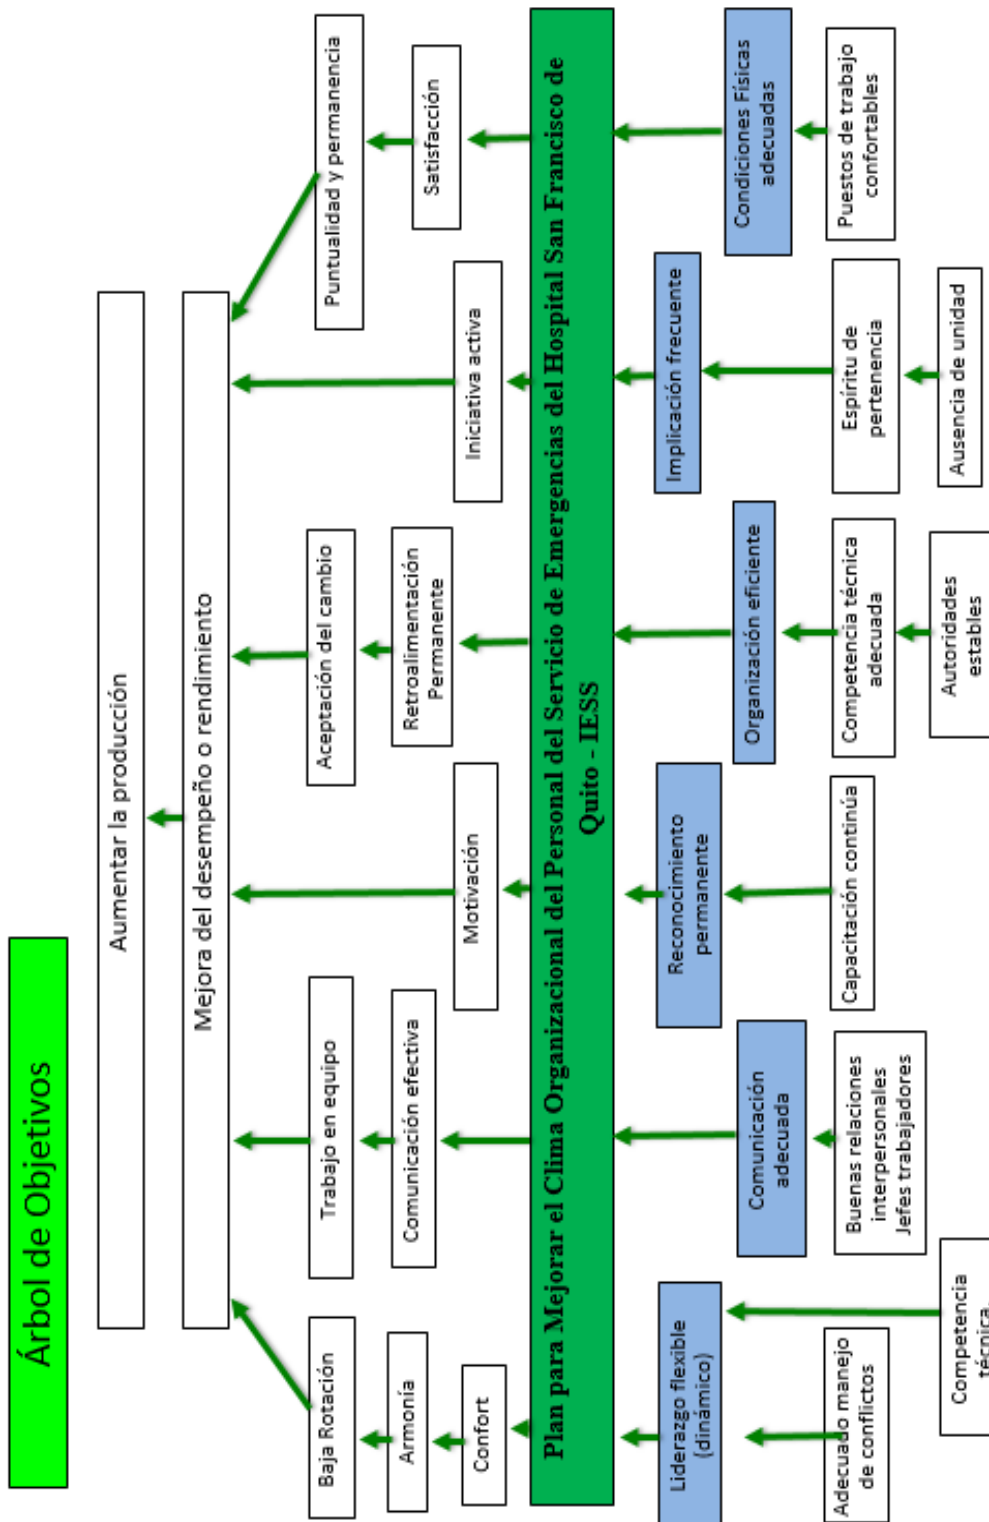 Árbol de Objetivos
Aumentar la producción
Mejora del desempeño o rendimiento
Baja Rotación
Trabajo en equipo
Aceptación del cambio
Puntualidad y permanencia
Armonía
Comunicación efectiva
Retroalimentación
Permanente
Satisfacción
Confort
Motivación
Iniciativa activa
Plan para Mejorar el Clima Organizacional del Personal del Servicio de Emergencias del Hospital San Francisco de
Quito - IESS
Liderazgo flexible
(dinámico)
Comunicación
adecuada
Reconocimiento
permanente
Organización eficiente
Implicación frecuente
Condiciones Físicas
adecuadas
Adecuado manejo
de conflictos
Competencia
técnica
Buenas relaciones
interpersonales
Jefes trabajadores
Capacitación continúa
Competencia técnica
adecuada
Autoridades
estables
Espíritu de
pertenencia
Ausencia de unidad
Puestos de trabajo
confortables